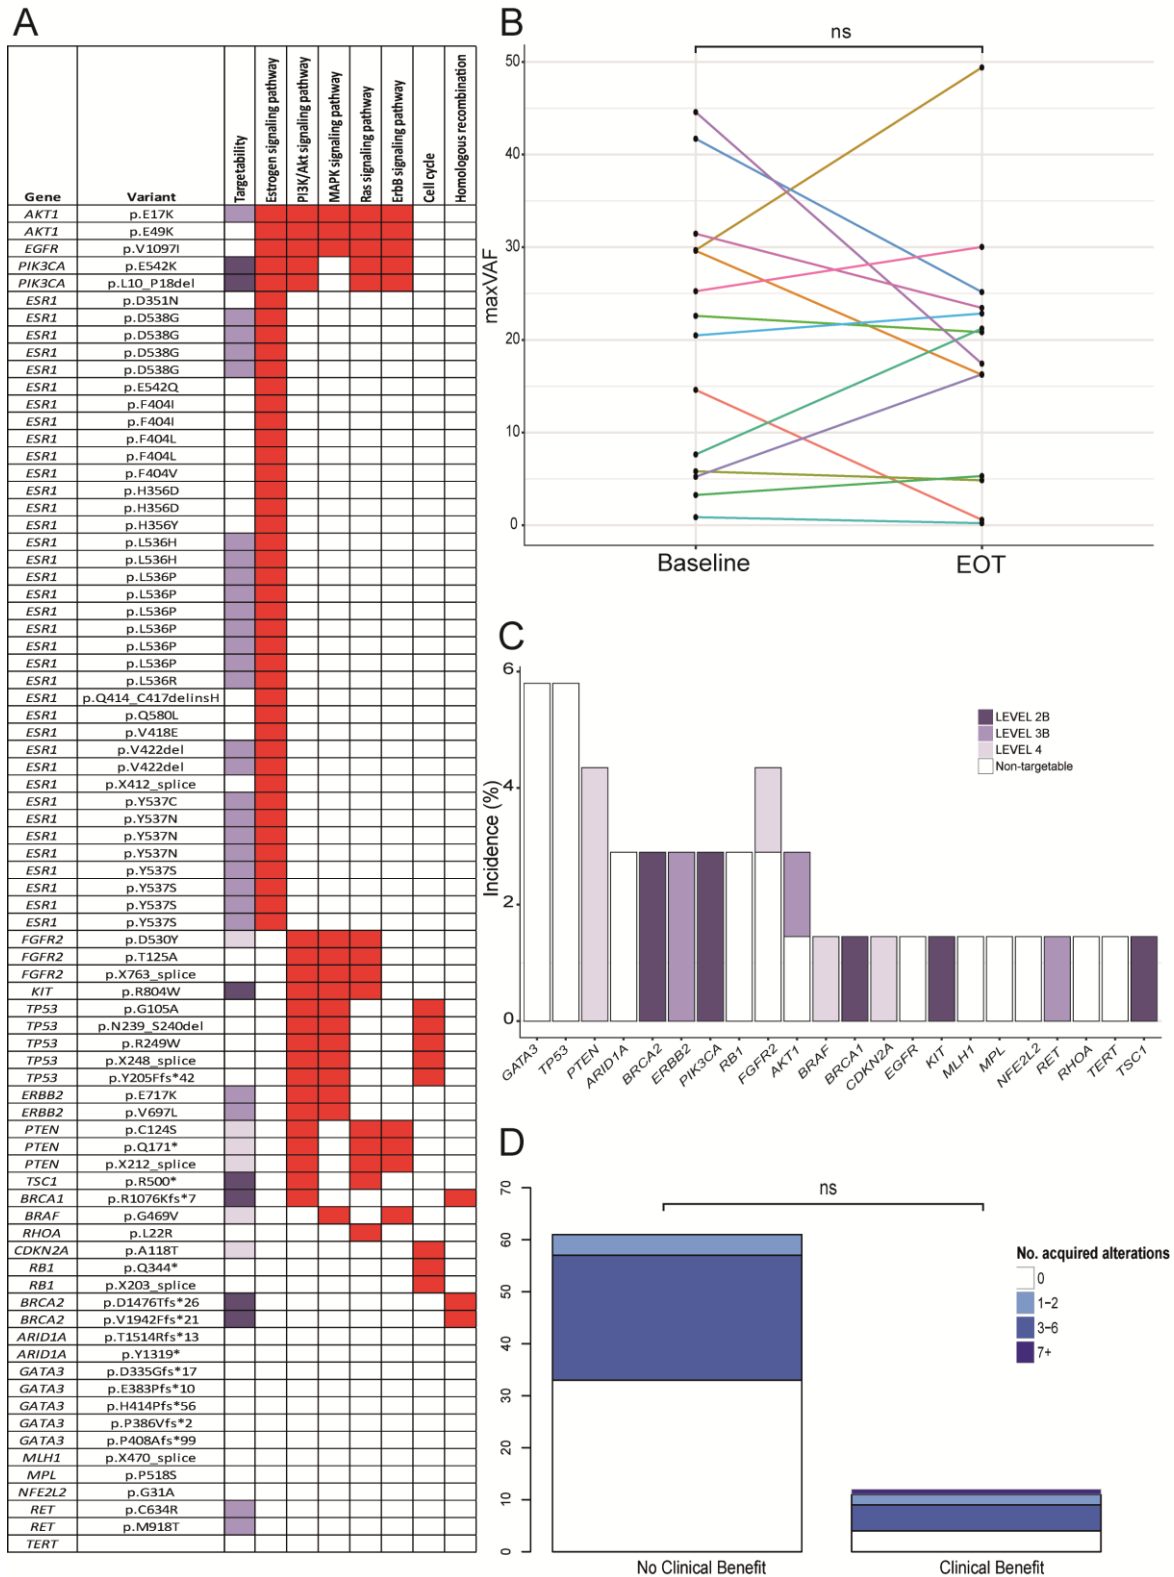 A
Gene Variant Targetability Estrogen signaling pathway PI3K/Akt signaling pathway MAPK signaling pathway Ras signaling pathway ErbB signaling pathway Cell cycle Homologous recombination
AKT1 p.E17K
AKT1 p.E49K
EGFR p.V1097I
PIK3CA p.E542K
PIK3CA p.L10_P18del
ESR1 p.D351N
ESR1 p.D538G
ESR1 p.D538G
ESR1 p.D538G
ESR1 p.D538G
ESR1 p.E542Q
ESR1 p.F404I
ESR1 p.F404I
ESR1 p.F404L
ESR1 p.F404L
ESR1 p.F404V
ESR1 p.H356D
ESR1 p.H356D
ESR1 p.H356Y
ESR1 p.L536H
ESR1 p.L536H
ESR1 p.L536P
ESR1 p.L536P
ESR1 p.L536P
ESR1 p.L536P
ESR1 p.L536P
ESR1 p.L536P
ESR1 p.L536R
ESR1 p.Q414_C417delinsH
ESR1 p.Q580L
ESR1 p.V418E
ESR1 p.V422del
ESR1 p.V422del
ESR1 p.X412_splice
ESR1 p.Y537C
ESR1 p.Y537N
ESR1 p.Y537N
ESR1 p.Y537N
ESR1 p.Y537S
ESR1 p.Y537S
ESR1 p.Y537S
ESR1 p.Y537S
FGFR2 p.D530Y
FGFR2 p.T125A
FGFR2 p.X763_splice
KIT p.R804W
TP53 p.G105A
TP53 p.N239_S240del
TP53 p.R249W
TP53 p.X248_splice
TP53 p.Y205Ffs*42
ERBB2 p.E717K
ERBB2 p.V697L
PTEN p.C124S
PTEN p.Q171*
PTEN p.X212_splice
TSC1 p.R500*
BRCA1 p.R1076Kfs*7
BRAF p.G469V
RHOA p.L22R
CDKN2A p.A118T
RB1 p.Q344*
RB1 p.X203_splice
BRCA2 p.D1476Tfs*26
BRCA2 p.V1942Ffs*21
ARID1A p.T1514Rfs*13
ARID1A p.Y1319*
GATA3 p.D335Gfs*17
GATA3 p.E383Pfs*10
GATA3 p.H414Pfs*56
GATA3 p.P386Vfs*2
GATA3 p.P408Afs*99
MLH1 p.X470_splice
MPL p.P518S
NFE2L2 p.G31A
RET p.C634R
RET p.M918T
TERT
B
ns
maxVAF
50
40
30
20
10
0
Baseline EOT
C
Incidence (%)
6
4
2
0
LEVEL 2B
LEVEL 3B
LEVEL 4
Non-targetable
GATA3 TP53 PTEN ARID1A BRCA2 ERBB2 PIK3CA RB1 FGFR2 AKT1 BRAF BRCA1 CDKN2A EGFR KIT MLH1 MPL NFE2L2 RET RHOA TERT TSC1
D
ns
70
60
50
40
30
20
10
0
No. acquired alterations
0
1–2
3–6
7+
No Clinical Benefit Clinical Benefit